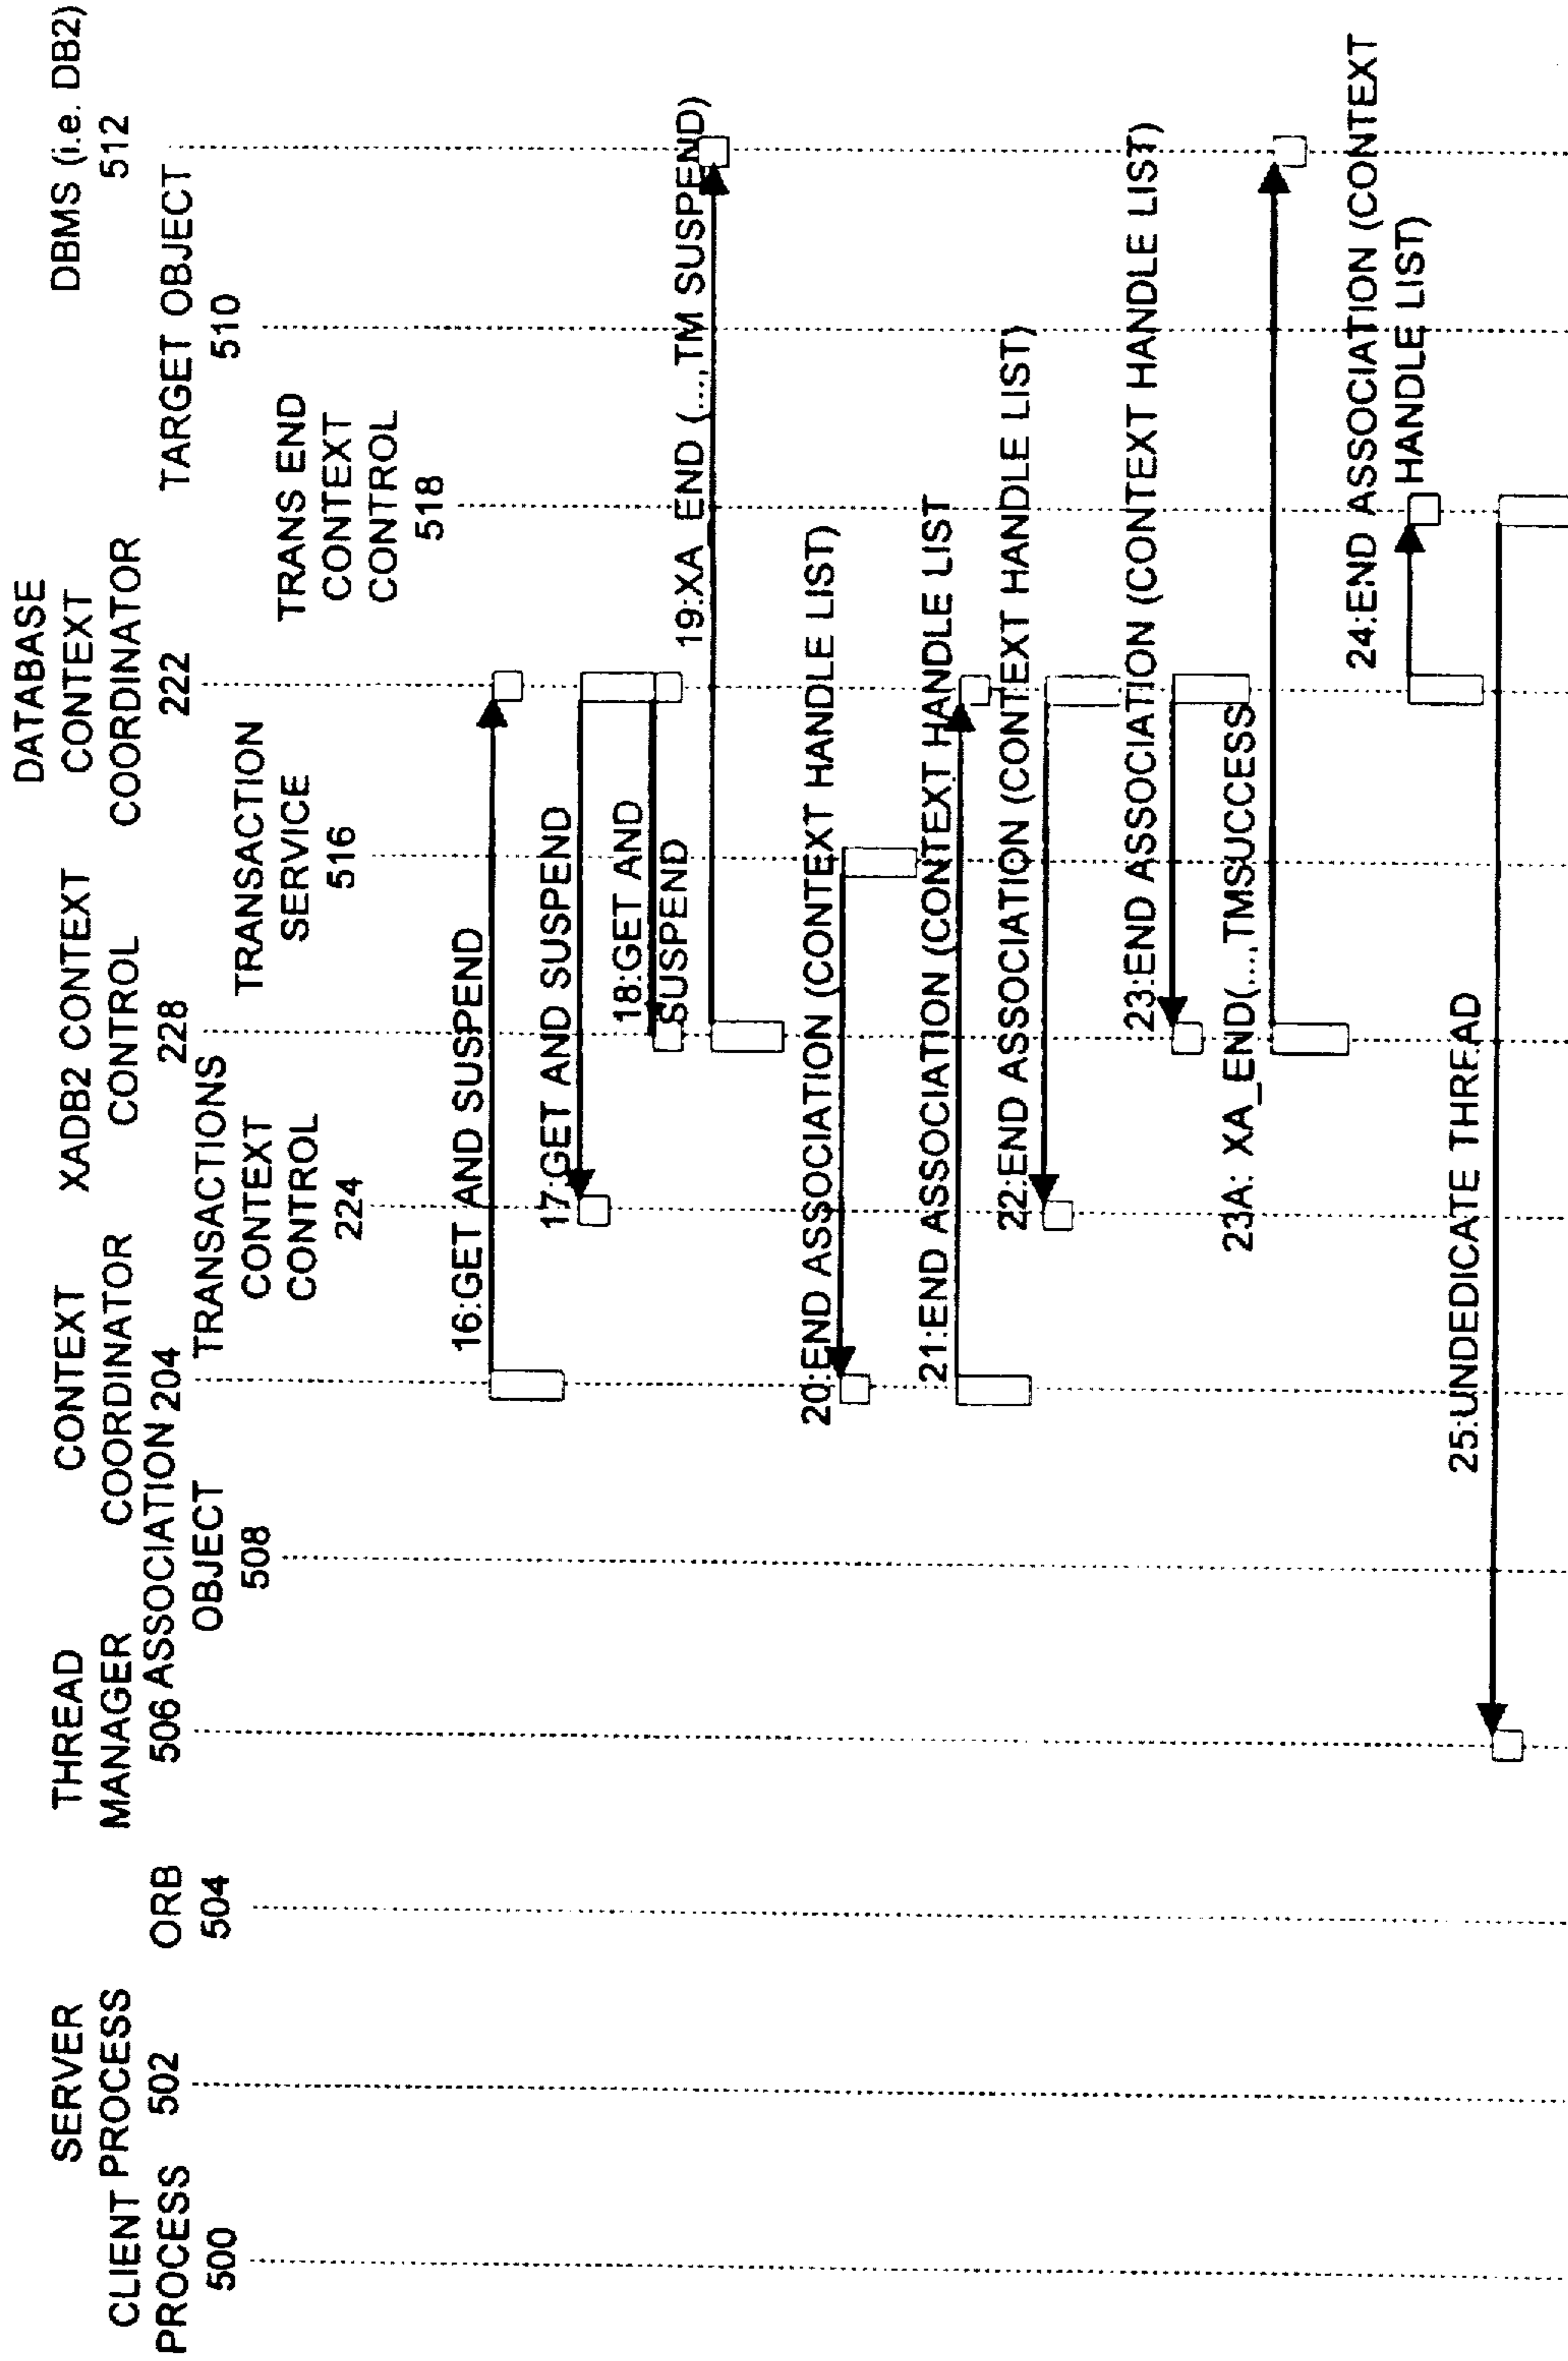 CLIENT
PROCESS
500
SERVER
PROCESS
502
ORB
504
THREAD
MANAGER
506
ASSOCIATION
OBJECT
508
CONTEXT
COORDINATOR
204
TRANSACTIONS
CONTEXT
CONTROL
224
XADB2 CONTEXT
CONTROL
228
TRANSACTION
SERVICE
516
DATABASE
CONTEXT
COORDINATOR
222
TRANS END
CONTEXT
CONTROL
518
TARGET OBJECT
510
DBMS (i.e. DB2)
512
16:GET AND SUSPEND
17:GET AND SUSPEND
18:GET AND
SUSPEND
19:XA_END (...,TM SUSPEND)
20:END ASSOCIATION (CONTEXT HANDLE LIST)
21:END ASSOCIATION (CONTEXT HANDLE LIST
22:END ASSOCIATION (CONTEXT HANDLE LIST)
23:END ASSOCIATION (CONTEXT HANDLE LIST)
23A: XA_END(...,TMSUCCESS
24:END ASSOCIATION (CONTEXT
HANDLE LIST)
25:UNDEDICATE THREAD